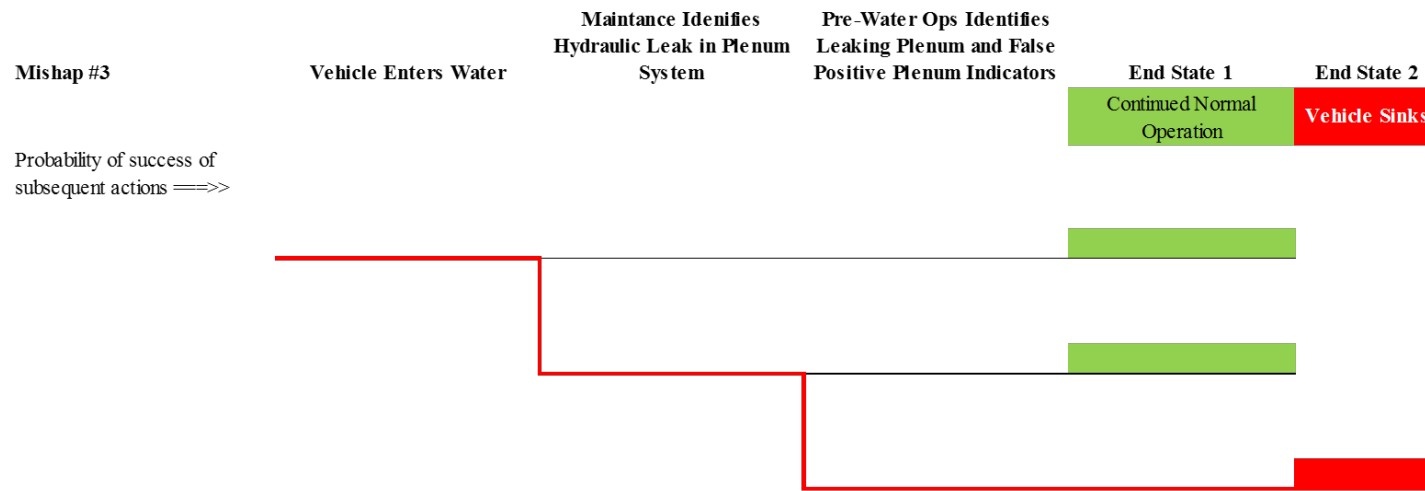 Mishap #3
Vehicle Enters Water
Maintance Idenifies
Hydraulic Leak in Plenum
System
Pre-Water Ops Identifies
Leaking Plenum and False
Positive Plenum Indicators
End State 1
End State 2
Continued Normal
Operation
Vehicle Sinks
Probability of success of
subsequent actions ===>>